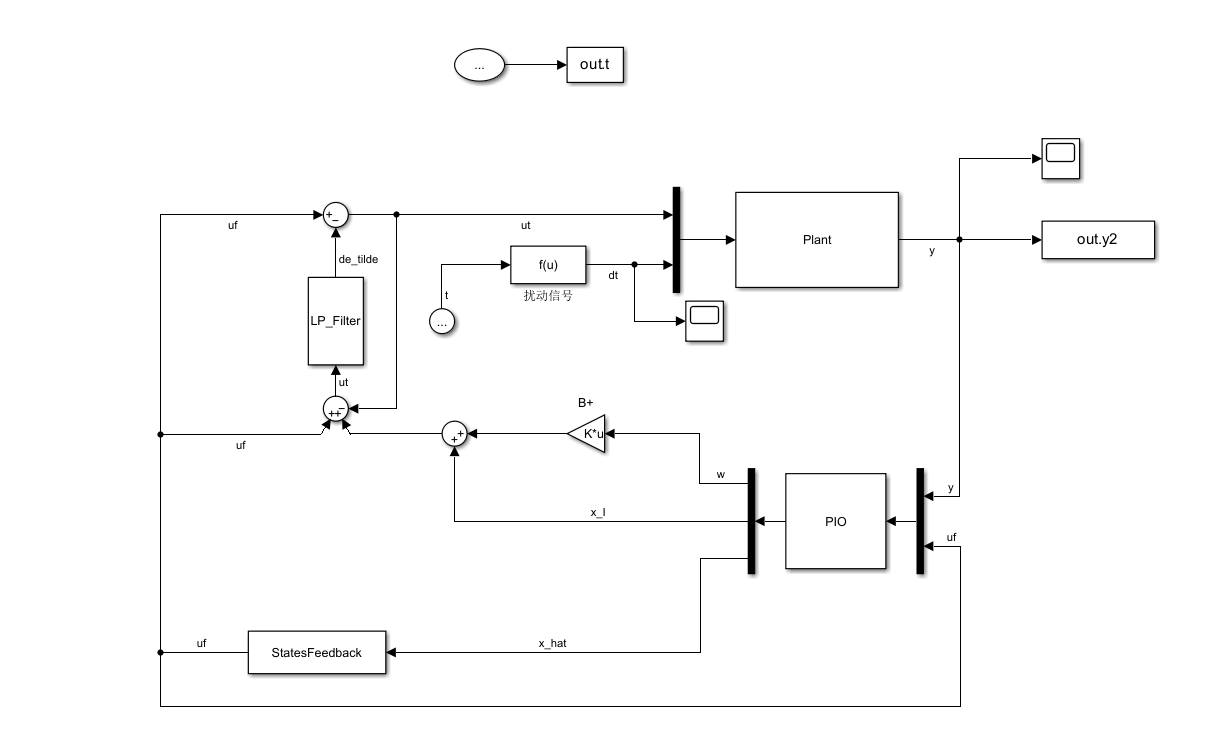 ...
out.t
uf
+
−
ut
de_tilde
f(u)
dt
扰动信号
t
...
Plant
y
out.y2
LP_Filter
ut
++
−
uf
+
+
B+
K*u
w
x_I
x_hat
PIO
y
uf
uf
StatesFeedback